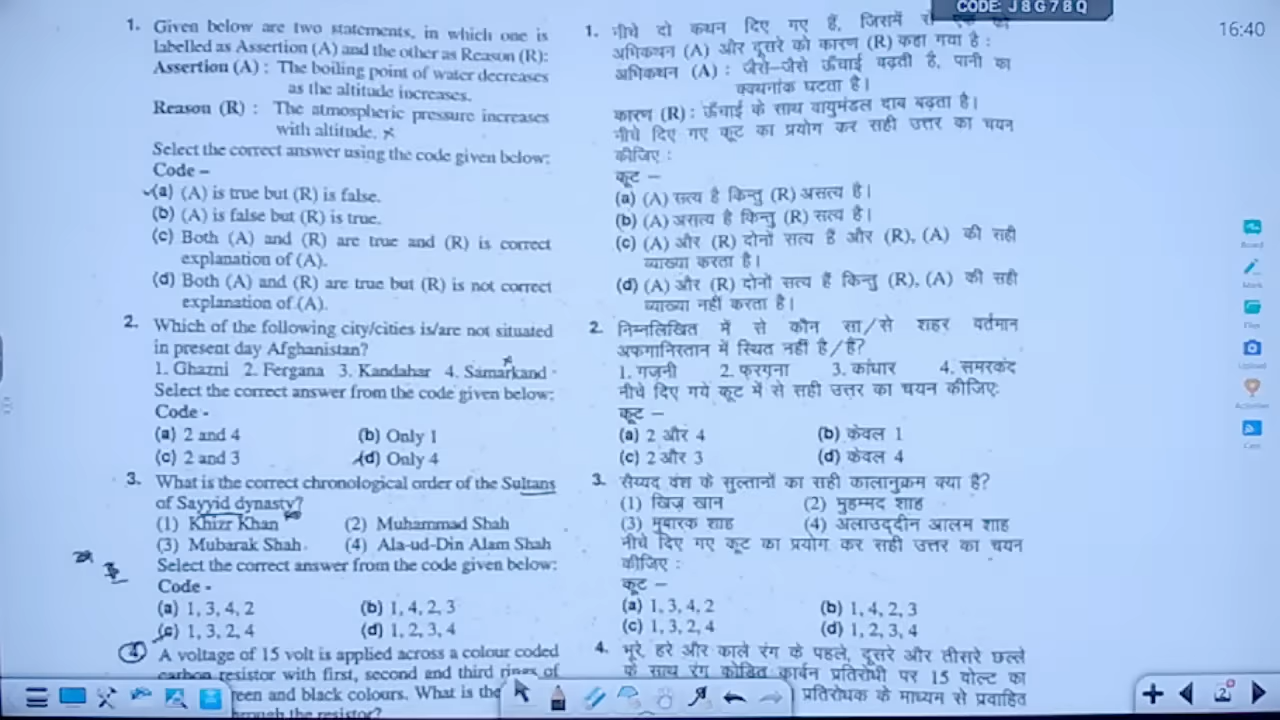 CODE: J8G78Q
16:40
1. Given below are two statements, in which one is
labelled as Assertion (A) and the other as Reason (R):
Assertion (A) : The boiling point of water decreases
as the altitude increases.
Reason (R) : The atmospheric pressure increases
with altitude.
Select the correct answer using the code given below:
Code –
(a) (A) is true but (R) is false.
(b) (A) is false but (R) is true.
(c) Both (A) and (R) are true and (R) is correct
explanation of (A).
(d) Both (A) and (R) are true but (R) is not correct
explanation of (A).
2. Which of the following city/cities is/are not situated
in present day Afghanistan?
1. Ghazni 2. Fergana 3. Kandahar 4. Samarkand
Select the correct answer from the code given below:
Code -
(a) 2 and 4 (b) Only 1
(c) 2 and 3 (d) Only 4
3. What is the correct chronological order of the Sultans
of Sayyid dynasty?
(1) Khizr Khan (2) Muhammad Shah
(3) Mubarak Shah (4) Ala-ud-Din Alam Shah
Select the correct answer from the code given below:
Code -
(a) 1, 3, 4, 2 (b) 1, 4, 2, 3
(c) 1, 3, 2, 4 (d) 1, 2, 3, 4
4 A voltage of 15 volt is applied across a colour coded
carbon resistor with first, second and third rings of
reen and black colours. What is the
through the resistor?
1. नीचे दो कथन दिए गए हैं, जिसमें
अभिकथन (A) और दूसरे को कारण (R) कहा गया है :
अभिकथन (A) : जैसे-जैसे ऊँचाई बढ़ती है, पानी का
क्वथनांक घटता है।
कारण (R) : ऊँचाई के साथ वायुमंडल दाब बढ़ता है।
नीचे दिए गए कूट का प्रयोग कर सही उत्तर का चयन
कीजिए :
कूट –
(a) (A) सत्य है किन्तु (R) असत्य है।
(b) (A) असत्य है किन्तु (R) सत्य है।
(c) (A) और (R) दोनों सत्य हैं और (R), (A) की सही
व्याख्या करता है।
(d) (A) और (R) दोनों सत्य हैं किन्तु (R), (A) की सही
व्याख्या नहीं करता है।
2. निम्नलिखित में से कौन सा/से शहर वर्तमान
अफगानिस्तान में स्थित नहीं है/हैं?
1. गज़नी 2. फरगना 3. कांधार 4. समरकंद
नीचे दिए गये कूट में से सही उत्तर का चयन कीजिए:
कूट –
(a) 2 और 4 (b) केवल 1
(c) 2 और 3 (d) केवल 4
3. सैय्यद वंश के सुल्तानों का सही कालानुक्रम क्या है?
(1) खिज्र खान (2) मुहम्मद शाह
(3) मुबारक शाह (4) अलाउद्दीन आलम शाह
नीचे दिए गए कूट का प्रयोग कर सही उत्तर का चयन
कीजिए :
कूट –
(a) 1, 3, 4, 2 (b) 1, 4, 2, 3
(c) 1, 3, 2, 4 (d) 1, 2, 3, 4
4. भूरे, हरे और काले रंग के पहले, दूसरे और तीसरे छल्ले
के साथ रंग कोडित कार्बन प्रतिरोधी पर 15 वोल्ट का
प्रतिरोधक के माध्यम से प्रवाहित
Board
Mark
Files
Upload
Activities
Cast
2